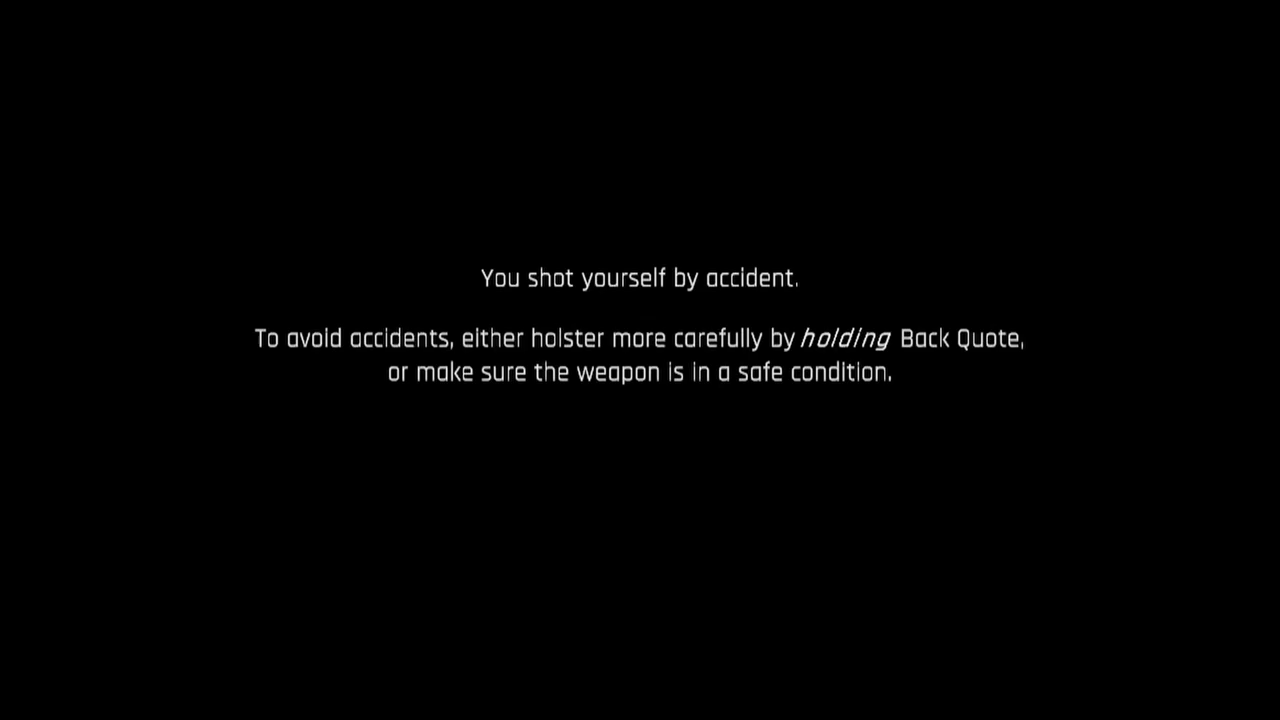 You shot yourself by accident.
To avoid accidents, either holster more carefully by holding Back Quote,
or make sure the weapon is in a safe condition.